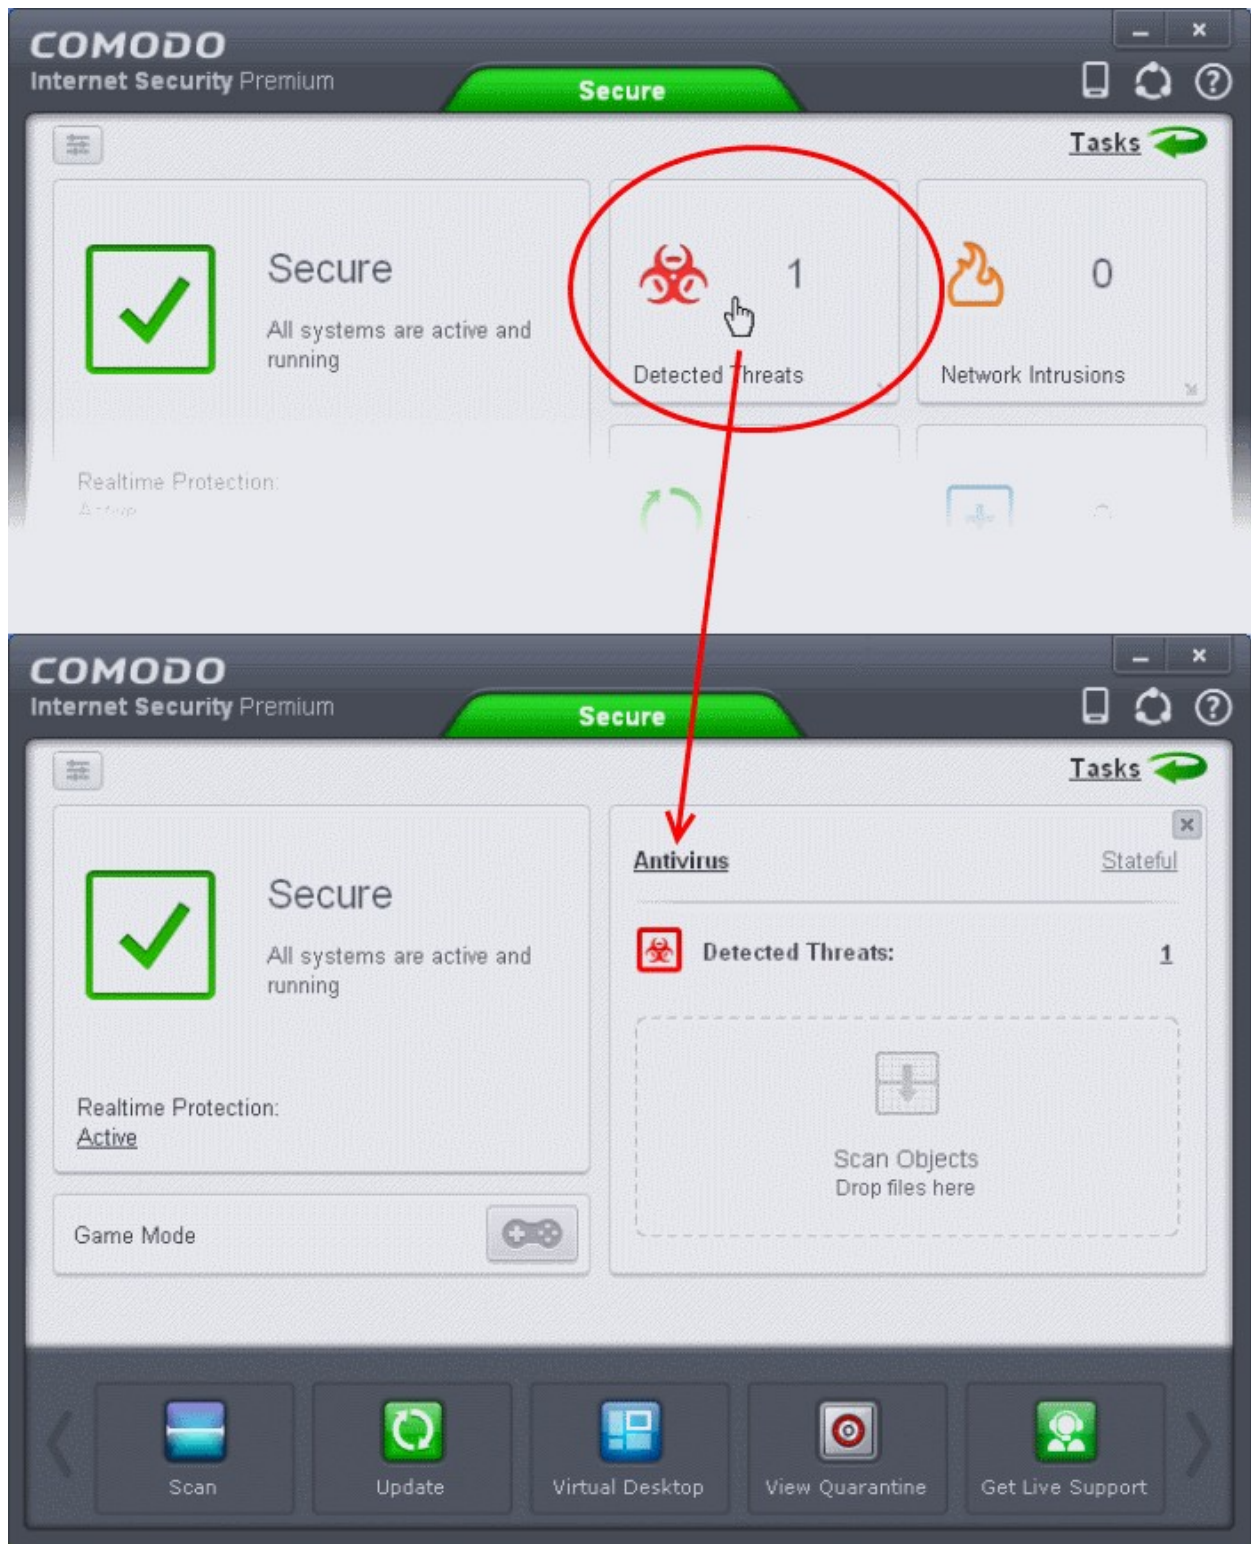 COMODO
Internet Security Premium
Secure
Tasks
Secure
All systems are active and
running
1
Detected Threats
0
Network Intrusions
Realtime Protection:
Active
COMODO
Internet Security Premium
Secure
Tasks
Secure
All systems are active and
running
Realtime Protection:
Active
Game Mode
Antivirus
Stateful
Detected Threats:
1
Scan Objects
Drop files here
Scan
Update
Virtual Desktop
View Quarantine
Get Live Support